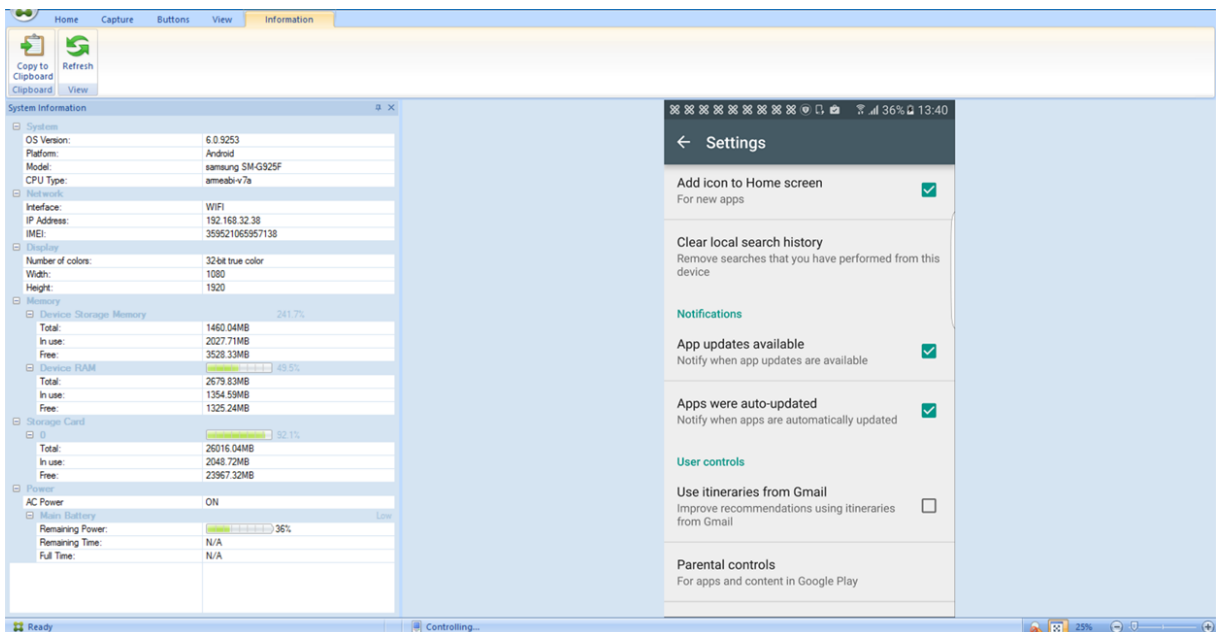 Home Capture Buttons View Information
Copy to Clipboard
Refresh
Clipboard View
System Information
System
OS Version: 6.0.9253
Platform: Android
Model: samsung SM-G925F
CPU Type: armeabi-v7a
Network
Interface: WIFI
IP Address: 192.168.32.38
IMEI: 359521065957138
Display
Number of colors: 32-bit true color
Width: 1080
Height: 1920
Memory
Device Storage Memory 241.7%
Total: 1460.04MB
In use: 2027.71MB
Free: 3528.33MB
Device RAM 49.5%
Total: 2679.83MB
In use: 1354.59MB
Free: 1325.24MB
Storage Card
0 92.1%
Total: 26016.04MB
In use: 2048.72MB
Free: 23967.32MB
Power
AC Power ON
Main Battery Low
Remaining Power: 36%
Remaining Time: N/A
Full Time: N/A
Ready
36% 13:40
Settings
Add icon to Home screen
For new apps
Clear local search history
Remove searches that you have performed from this
device
Notifications
App updates available
Notify when app updates are available
Apps were auto-updated
Notify when apps are automatically updated
User controls
Use itineraries from Gmail
Improve recommendations using itineraries
from Gmail
Parental controls
For apps and content in Google Play
Controlling...
25%